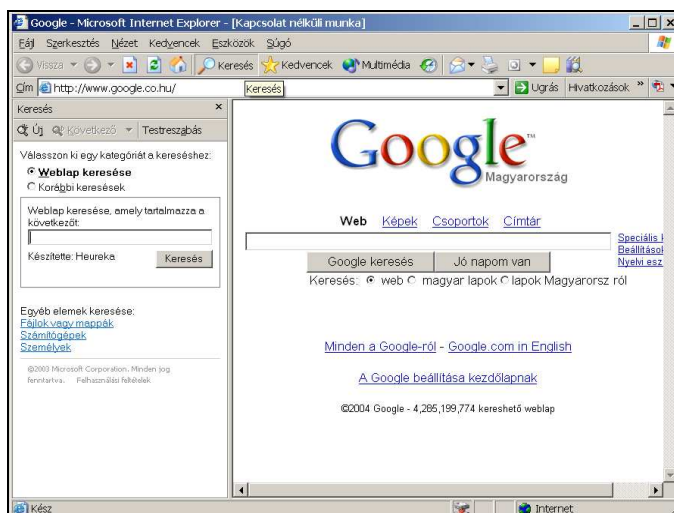 Google - Microsoft Internet Explorer - [Kapcsolat nélküli munka]
Fájl Szerkesztés Nézet Kedvencek Eszközök Súgó
Vissza Keresés Kedvencek Multimédia
Cím http://www.google.co.hu/ Keresés Ugrás Hivatkozások »
Keresés
Új Következő Testreszabás
Válasszon ki egy kategóriát a kereséshez:
Weblap keresése
Korábbi keresések
Weblap keresése, amely tartalmazza a
következőt:
Készítette: Heureka Keresés
Egyéb elemek keresése:
Fájlok vagy mappák
Számítógépek
Személyek
©2003 Microsoft Corporation. Minden jog
fenntartva. Felhasználási feltételek
Google™
Magyarország
Web Képek Csoportok Címtár
Speciális k
Beállítások
Nyelvi esz
Google keresés Jó napom van
Keresés: web magyar lapok lapok Magyarorsz ról
Minden a Google-ról - Google.com in English
A Google beállítása kezdőlapnak
©2004 Google - 4,285,199,774 kereshető weblap
Kész Internet